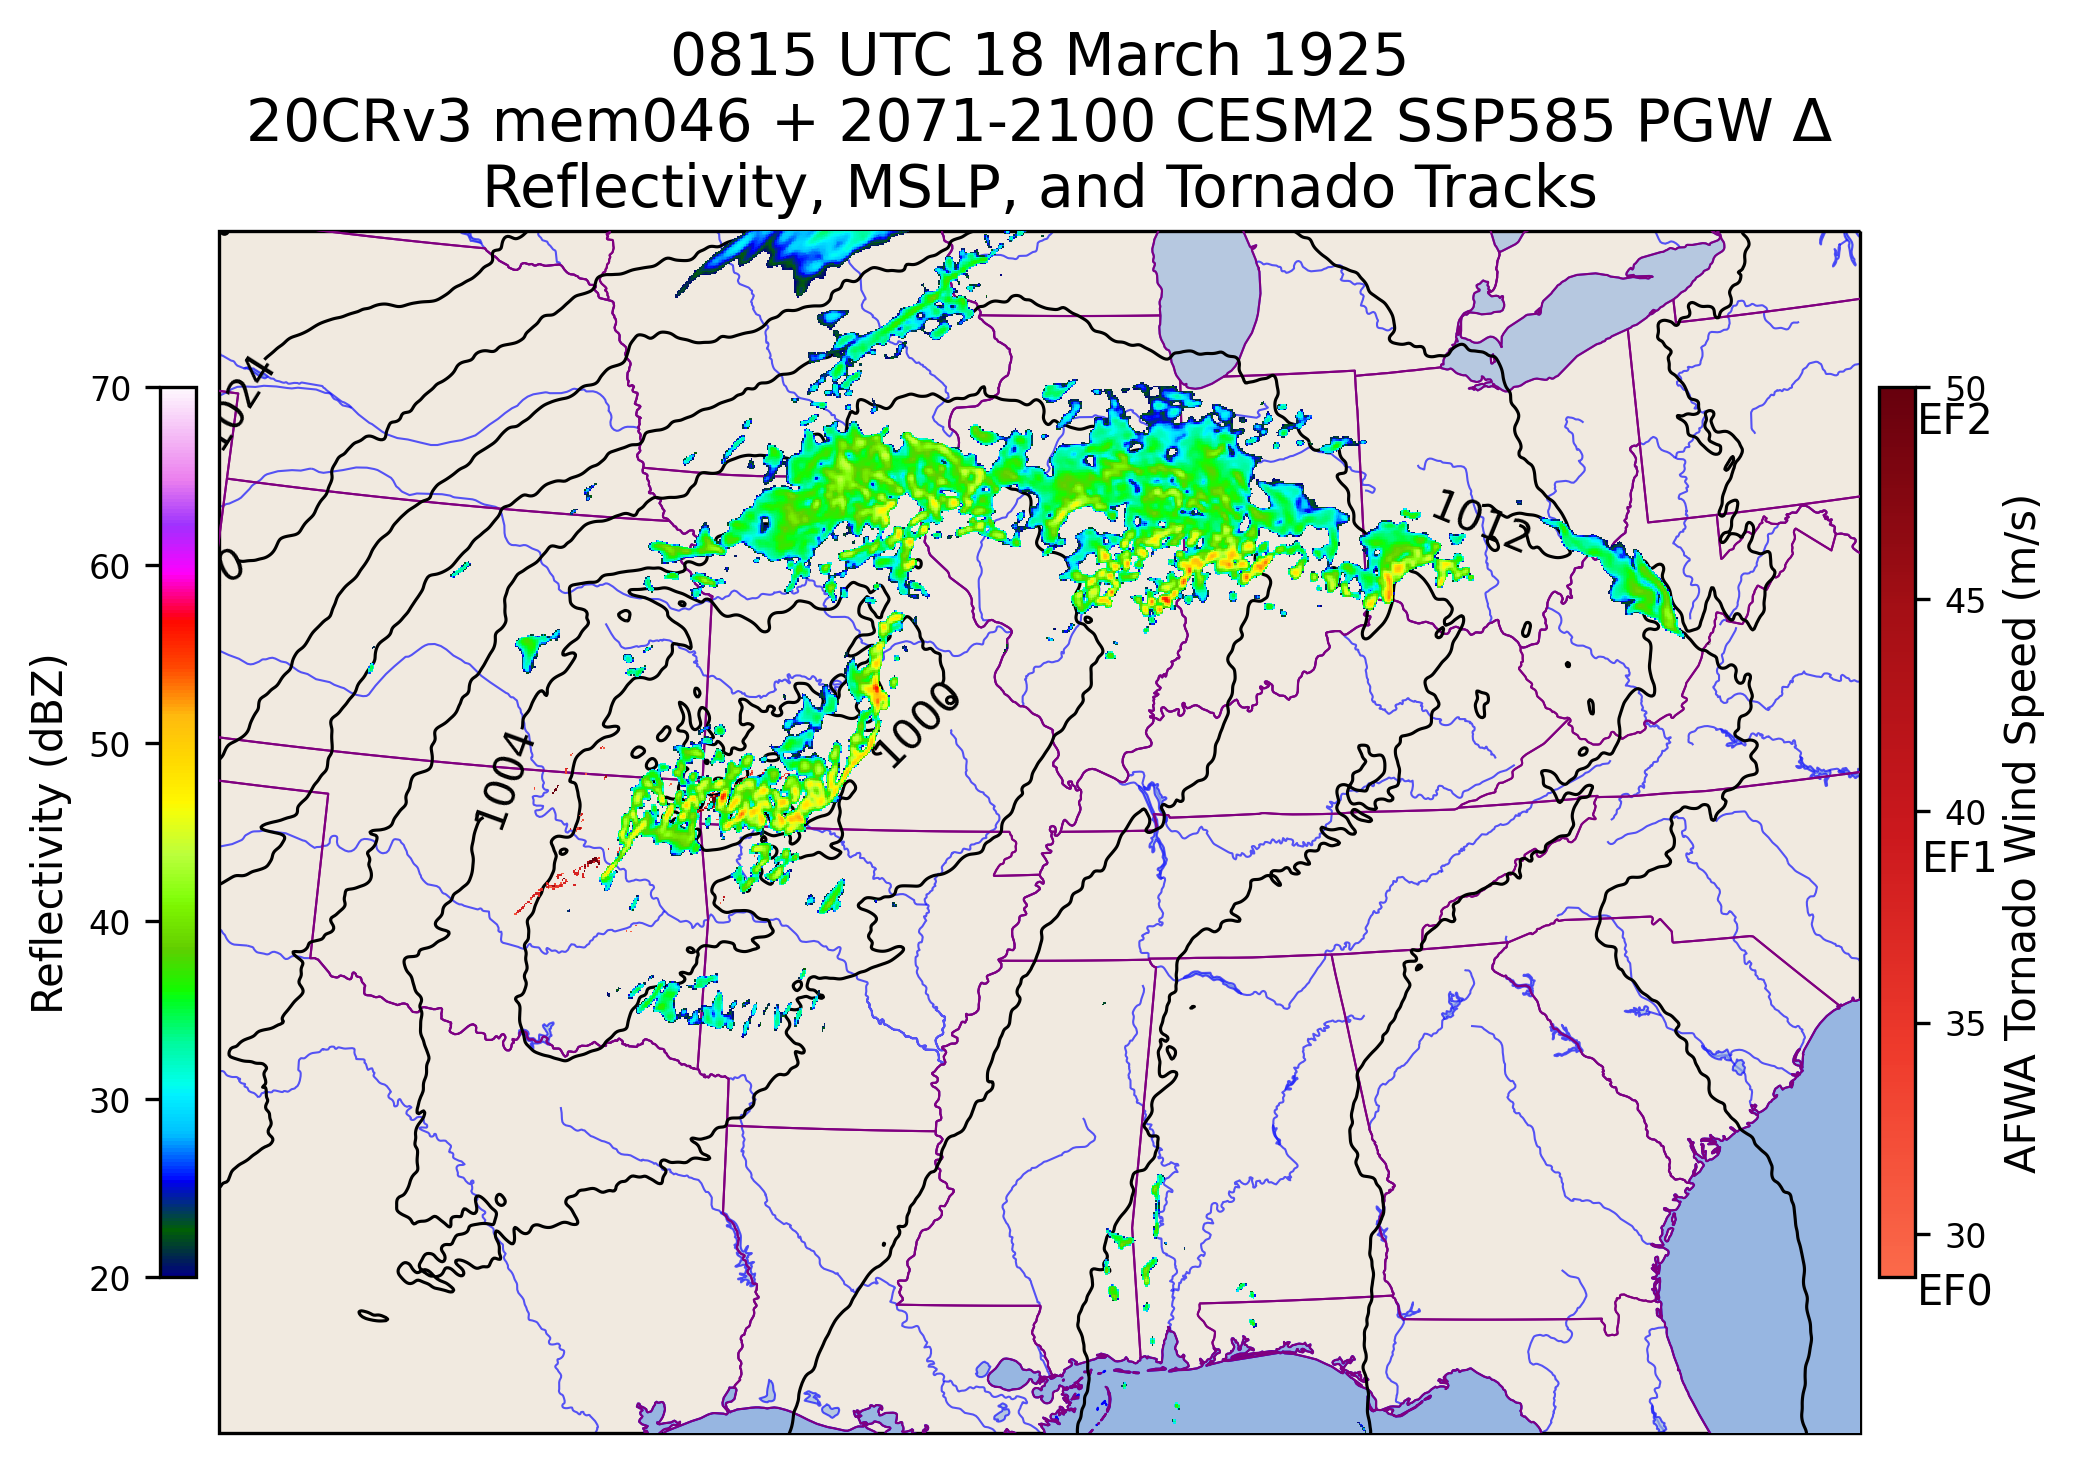 0815 UTC 18 March 1925
20CRv3 mem046 + 2071-2100 CESM2 SSP585 PGW Δ
Reflectivity, MSLP, and Tornado Tracks
Reflectivity (dBZ)
70
60
50
40
30
20
1024
0
1004
1000
1012
50
EF2
45
40
EF1
35
30
EF0
AFWA Tornado Wind Speed (m/s)